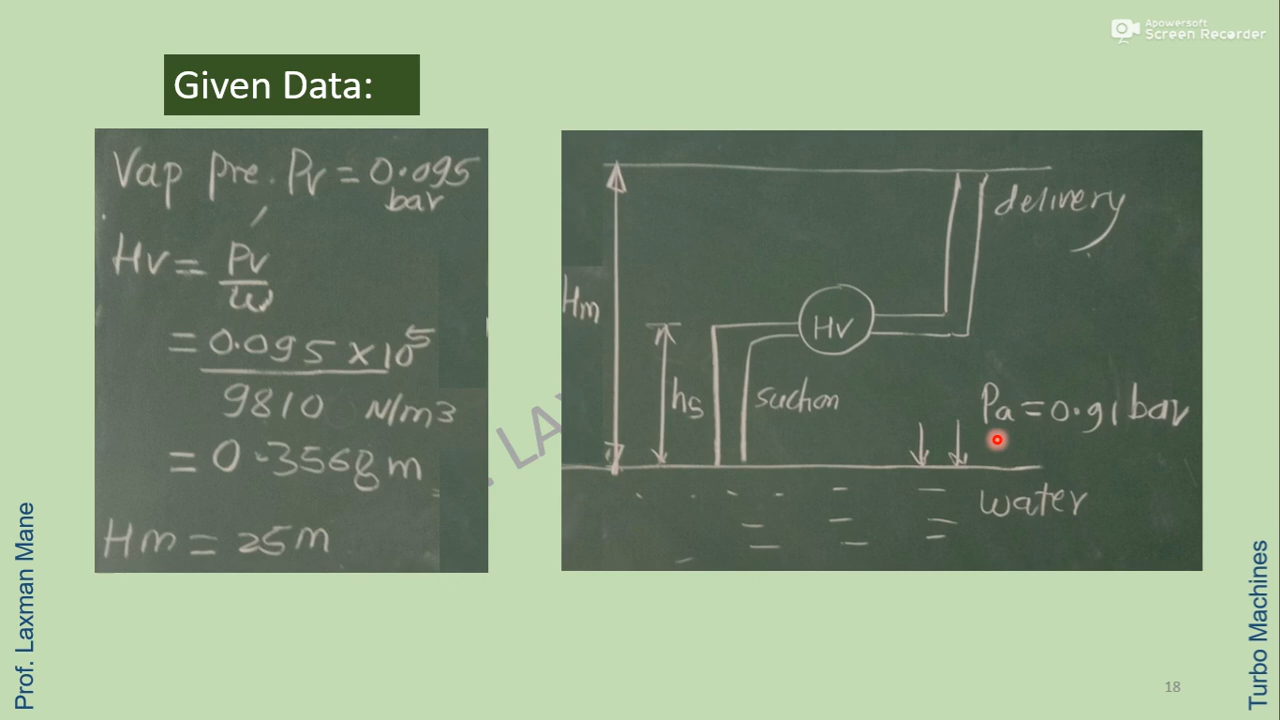 Apowersoft
Screen Recorder
Given Data:
Vap pre. Pv = 0.095
bar
Hv = Pv
w
= 0.095 x 10^5
9810 N/m3
= 0.3568 m
Hm = 25m
delivery
Hm
Hv
hs
suction
Pa = 0.91 bar
water
. LA
Prof. Laxman Mane
Turbo Machines
18